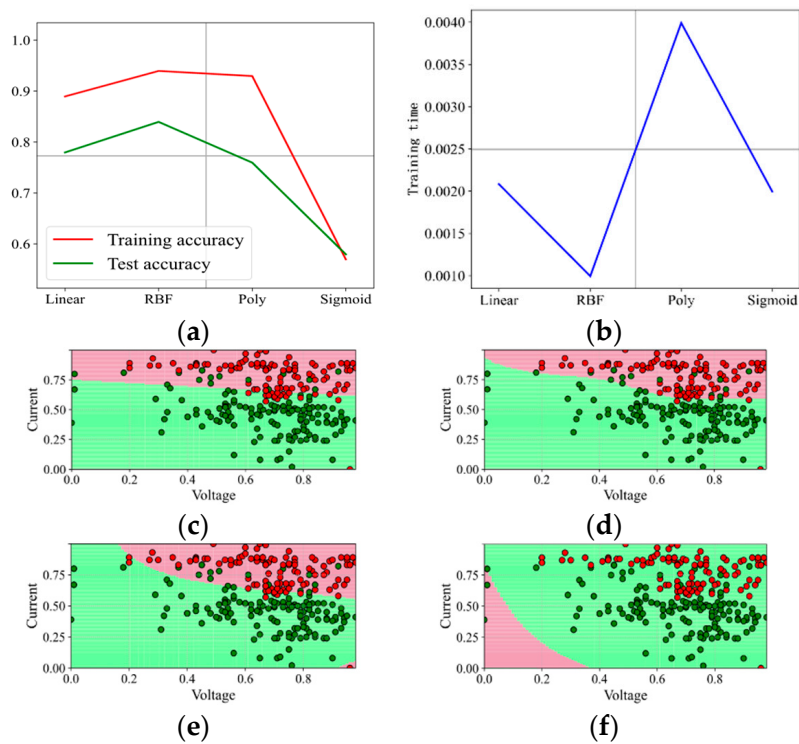 1.0
0.9
0.8
0.7
0.6
Training accuracy
Test accuracy
Linear RBF Poly Sigmoid
(a)
Training time
0.0040
0.0035
0.0030
0.0025
0.0020
0.0015
0.0010
Linear RBF Poly Sigmoid
(b)
Current
0.75
0.50
0.25
0.00
0.0 0.2 0.4 0.6 0.8
Voltage
(c)
Current
0.75
0.50
0.25
0.00
0.0 0.2 0.4 0.6 0.8
Voltage
(d)
Current
0.75
0.50
0.25
0.00
0.0 0.2 0.4 0.6 0.8
Voltage
(e)
Current
0.75
0.50
0.25
0.00
0.0 0.2 0.4 0.6 0.8
Voltage
(f)